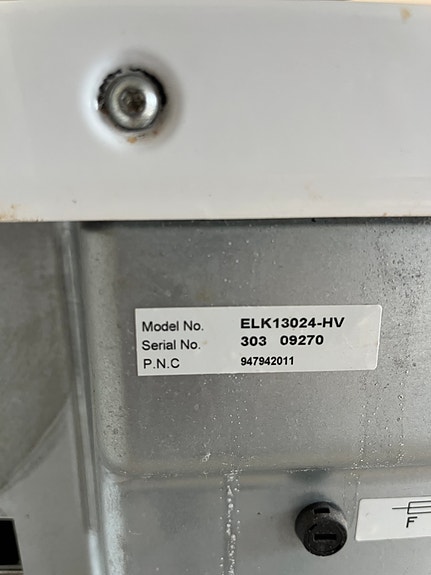 Model No. ELK13024-HV
Serial No. 303 09270
P.N.C 947942011
F